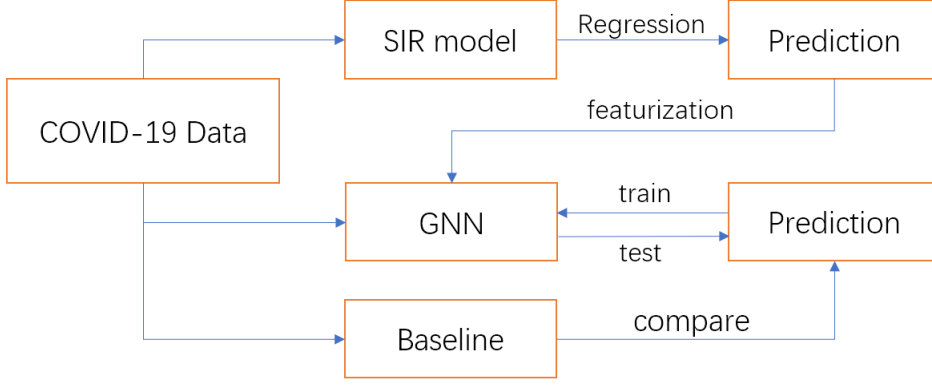 SIR model
Regression
Prediction
COVID-19 Data
featurization
GNN
train
test
Prediction
Baseline
compare